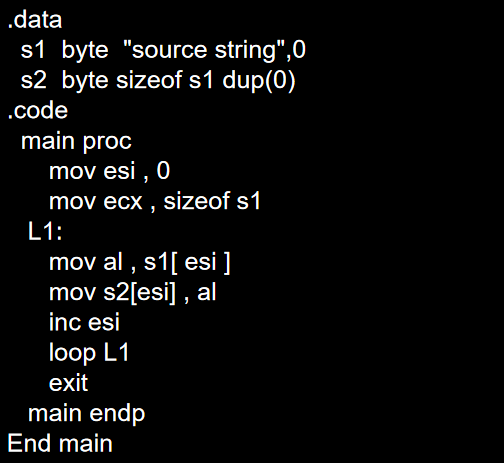 .data
s1 byte "source string",0
s2 byte sizeof s1 dup(0)
.code
main proc
mov esi , 0
mov ecx , sizeof s1
L1:
mov al , s1[ esi ]
mov s2[esi] , al
inc esi
loop L1
exit
main endp
End main